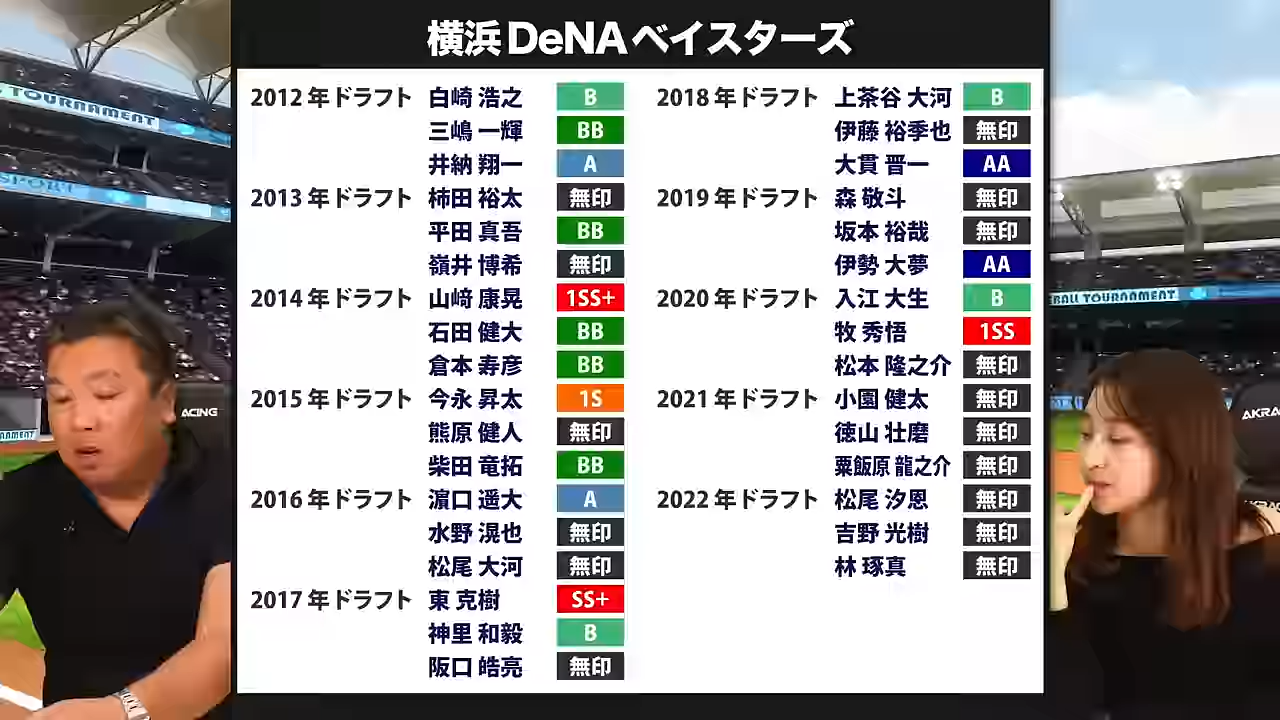 横浜DeNAベイスターズ
2012年ドラフト 白崎 浩之 B
三嶋 一輝 BB
井納 翔一 A
2013年ドラフト 柿田 裕太 無印
平田 真吾 BB
嶺井 博希 無印
2014年ドラフト 山﨑 康晃 1SS+
石田 健大 BB
倉本 寿彦 BB
2015年ドラフト 今永 昇太 1S
熊原 健人 無印
柴田 竜拓 BB
2016年ドラフト 濵口 遥大 A
水野 滉也 無印
松尾 大河 無印
2017年ドラフト 東 克樹 SS+
神里 和毅 B
阪口 皓亮 無印
2018年ドラフト 上茶谷 大河 B
伊藤 裕季也 無印
大貫 晋一 AA
2019年ドラフト 森 敬斗 無印
坂本 裕哉 無印
伊勢 大夢 AA
2020年ドラフト 入江 大生 B
牧 秀悟 1SS
松本 隆之介 無印
2021年ドラフト 小園 健太 無印
徳山 壮磨 無印
粟飯原 龍之介 無印
2022年ドラフト 松尾 汐恩 無印
吉野 光樹 無印
林 琢真 無印
TOURNAMENT
SPORT
ACING
NAMENT
BALL TOURNAMENT
AKRA